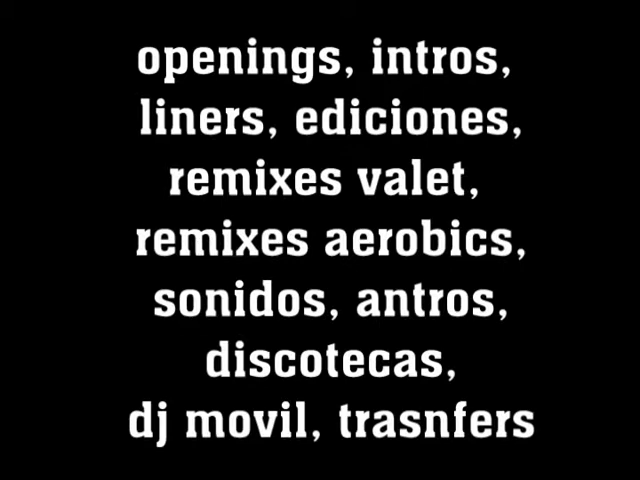 openings, intros,
liners, ediciones,
remixes valet,
remixes aerobics,
sonidos, antros,
discotecas,
dj movil, trasnfers